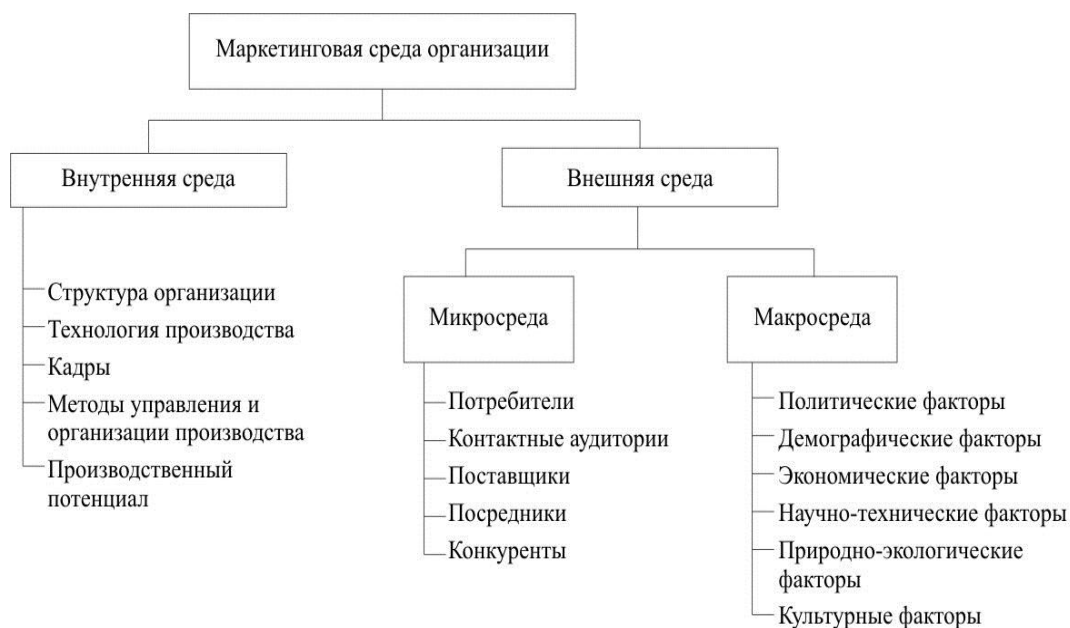 Маркетинговая среда организации
Внутренняя среда
Внешняя среда
Структура организации
Технология производства
Кадры
Методы управления и
организации производства
Производственный
потенциал
Микросреда
Потребители
Контактные аудитории
Поставщики
Посредники
Конкуренты
Макросреда
Политические факторы
Демографические факторы
Экономические факторы
Научно-технические факторы
Природно-экологические
факторы
Культурные факторы